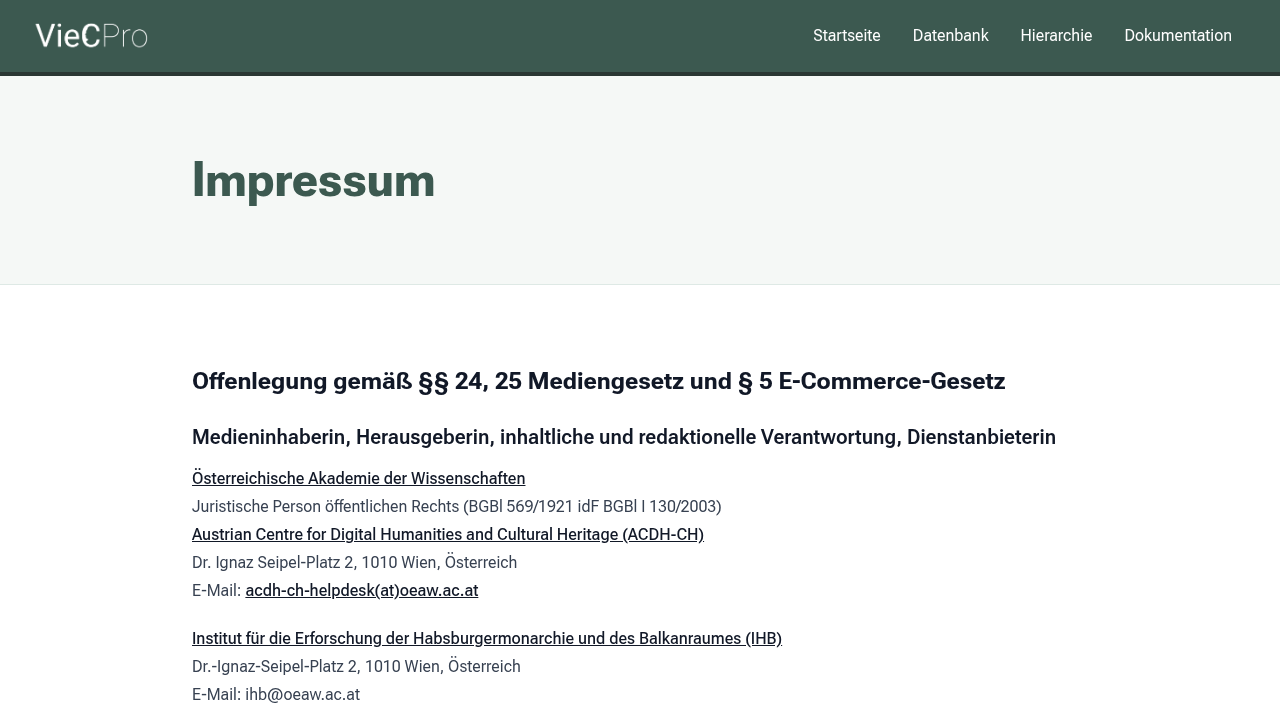 VieCPro
Startseite
Datenbank
Hierarchie
Dokumentation
Impressum
Offenlegung gemäß §§ 24, 25 Mediengesetz und § 5 E-Commerce-Gesetz
Medieninhaberin, Herausgeberin, inhaltliche und redaktionelle Verantwortung, Dienstanbieterin
Österreichische Akademie der Wissenschaften
Juristische Person öffentlichen Rechts (BGBl 569/1921 idF BGBl I 130/2003)
Austrian Centre for Digital Humanities and Cultural Heritage (ACDH-CH)
Dr. Ignaz Seipel-Platz 2, 1010 Wien, Österreich
E-Mail: acdh-ch-helpdesk(at)oeaw.ac.at
Institut für die Erforschung der Habsburgermonarchie und des Balkanraumes (IHB)
Dr.-Ignaz-Seipel-Platz 2, 1010 Wien, Österreich
E-Mail: ihb@oeaw.ac.at